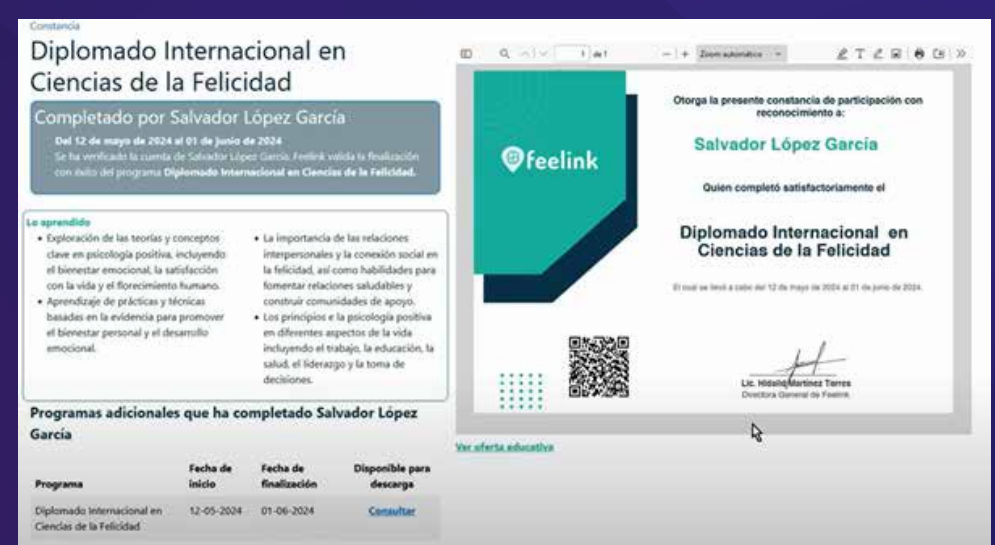 Constancia
Diplomado Internacional en
Ciencias de la Felicidad
Completado por Salvador López García
Del 12 de mayo de 2024 al 01 de junio de 2024
Se ha verificado la cuenta de Salvador López García. Feelink valida la finalización
con éxito del programa Diplomado Internacional en Ciencias de la Felicidad.
Lo aprendido
• Exploración de las teorías y conceptos
clave en psicología positiva, incluyendo
el bienestar emocional, la satisfacción
con la vida y el florecimiento humano.
• Aprendizaje de prácticas y técnicas
basadas en la evidencia para promover
el bienestar personal y el desarrollo
emocional.
• La importancia de las relaciones
interpersonales y la conexión social en
la felicidad, así como habilidades para
fomentar relaciones saludables y
construir comunidades de apoyo.
• Los principios e la psicología positiva
en diferentes aspectos de la vida
incluyendo el trabajo, la educación, la
salud, el liderazgo y la toma de
decisiones.
Programas adicionales que ha completado Salvador López
García
Programa Fecha de inicio Fecha de finalización Disponible para descarga
Diplomado Internacional en 12-05-2024 01-06-2024 Consultar
Ciencias de la Felicidad
1 de 1 Zoom automático
feelink
Otorga la presente constancia de participación con
reconocimiento a:
Salvador López García
Quien completó satisfactoriamente el
Diplomado Internacional en
Ciencias de la Felicidad
El cual se llevó a cabo del 12 de mayo de 2024 al 01 de junio de 2024.
Lic. Martínez Torres
Directora General de Feelink
Ver oferta educativa